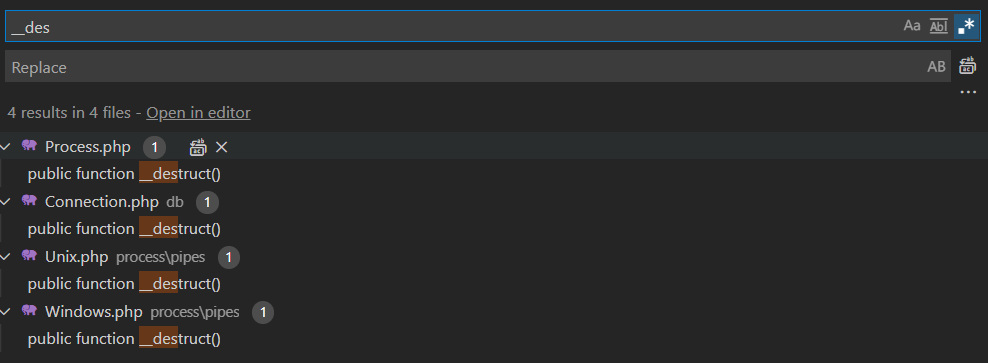 __des Aa Abl .*
Replace AB
...
4 results in 4 files - Open in editor
Process.php 1
public function __destruct()
Connection.php db 1
public function __destruct()
Unix.php process\pipes 1
public function __destruct()
Windows.php process\pipes 1
public function __destruct()